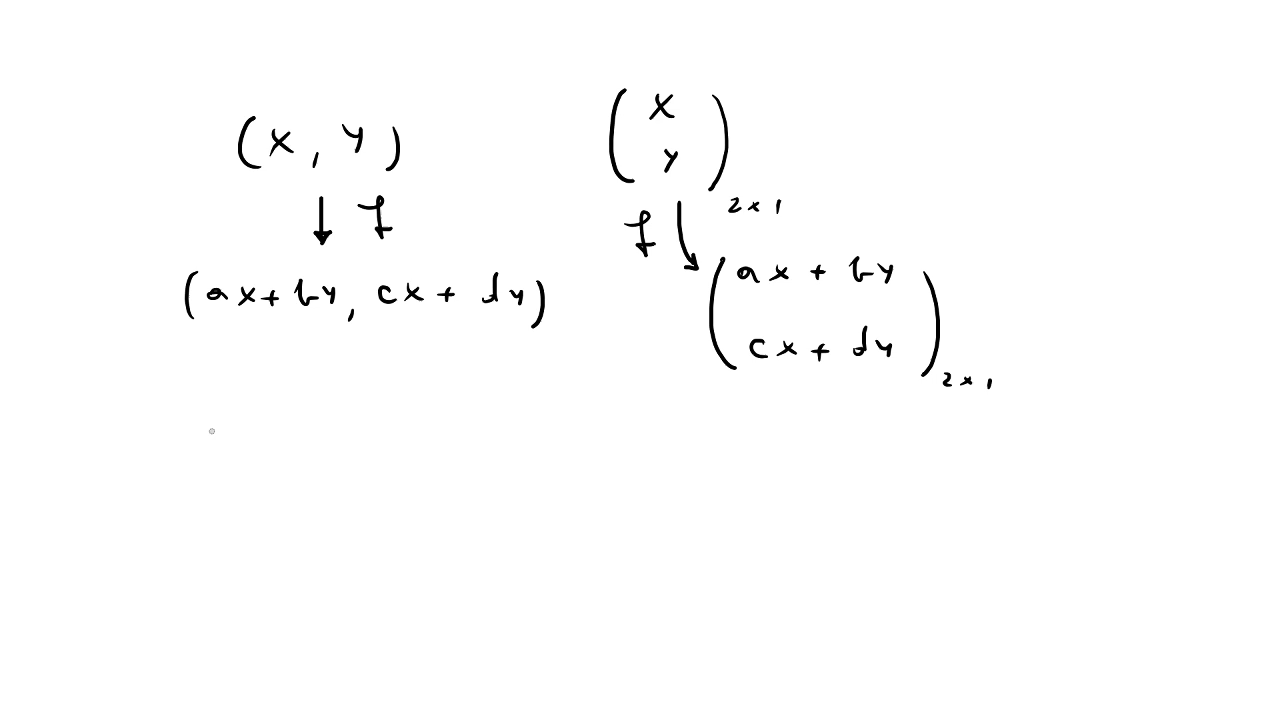 (x, y)
↓ f
(ax + by, cx + dy)
(x
y) 2×1
f ↓
(ax + by
cx + dy) 2×1